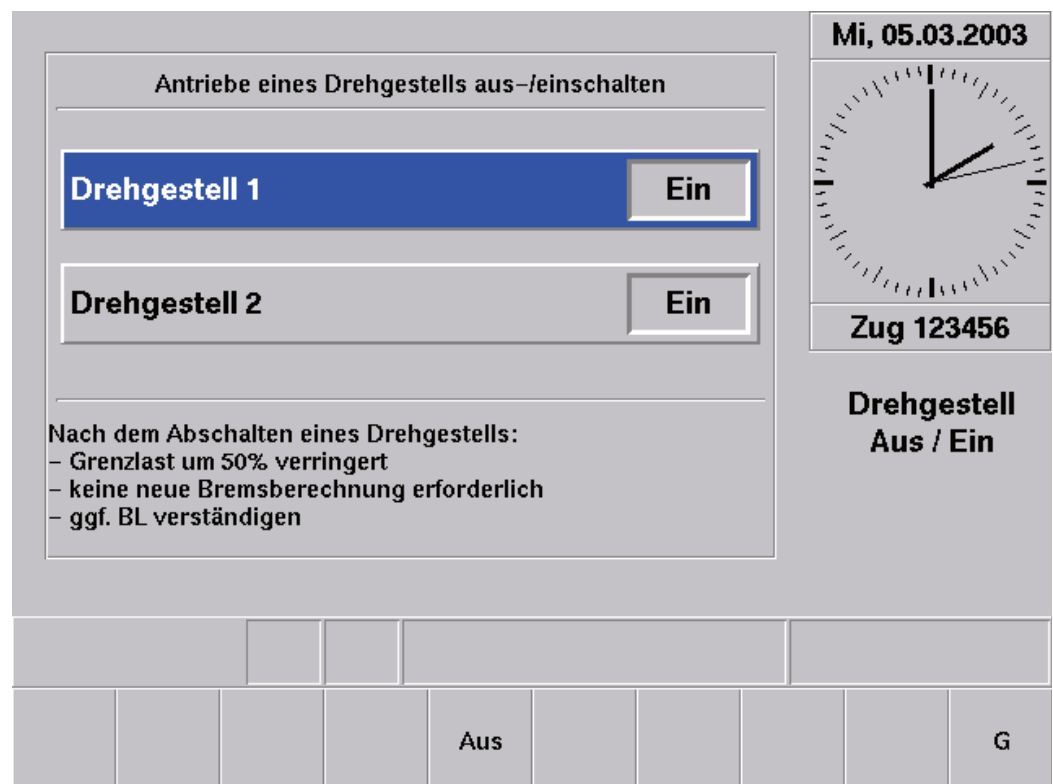 Antriebe eines Drehgestells aus-/einschalten
Drehgestell 1 Ein
Drehgestell 2 Ein
Nach dem Abschalten eines Drehgestells:
- Grenzlast um 50% verringert
- keine neue Bremsberechnung erforderlich
- ggf. BL verständigen
Mi, 05.03.2003
Zug 123456
Drehgestell
Aus / Ein
Aus
G